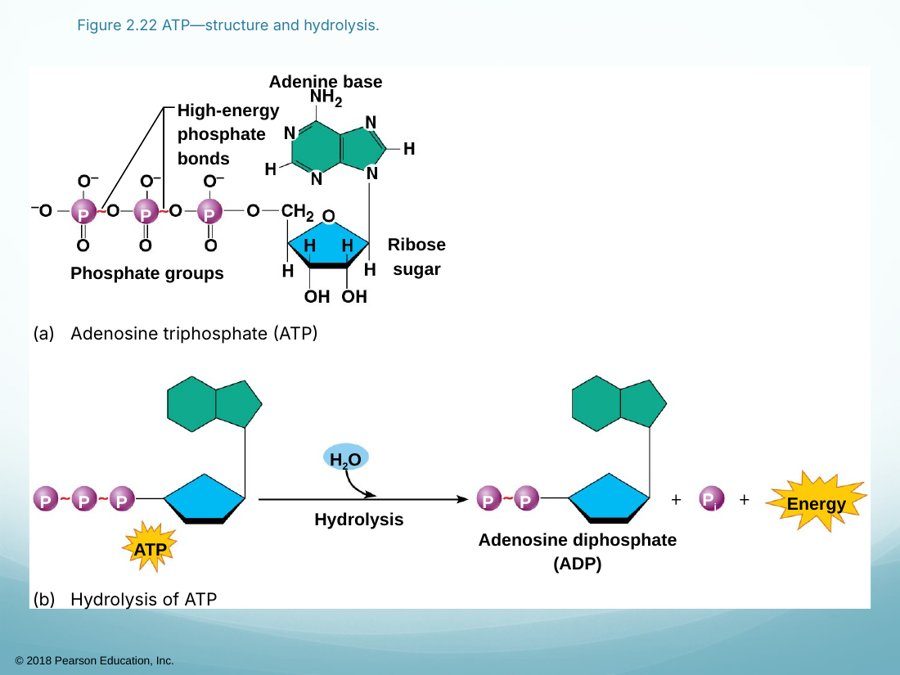 Figure 2.22 ATP—structure and hydrolysis.
Adenine base
NH2
High-energy
phosphate
bonds
N
N
H
H
N
N
O–
O–
O–
–O
P
~
O
P
~
O
P
O
CH2
O
O
O
O
H
H
Ribose
sugar
H
H
Phosphate groups
OH
OH
(a) Adenosine triphosphate (ATP)
H2O
P
~
P
~
P
P
~
P
+
Pi
+
Energy
Hydrolysis
ATP
Adenosine diphosphate
(ADP)
(b) Hydrolysis of ATP
© 2018 Pearson Education, Inc.